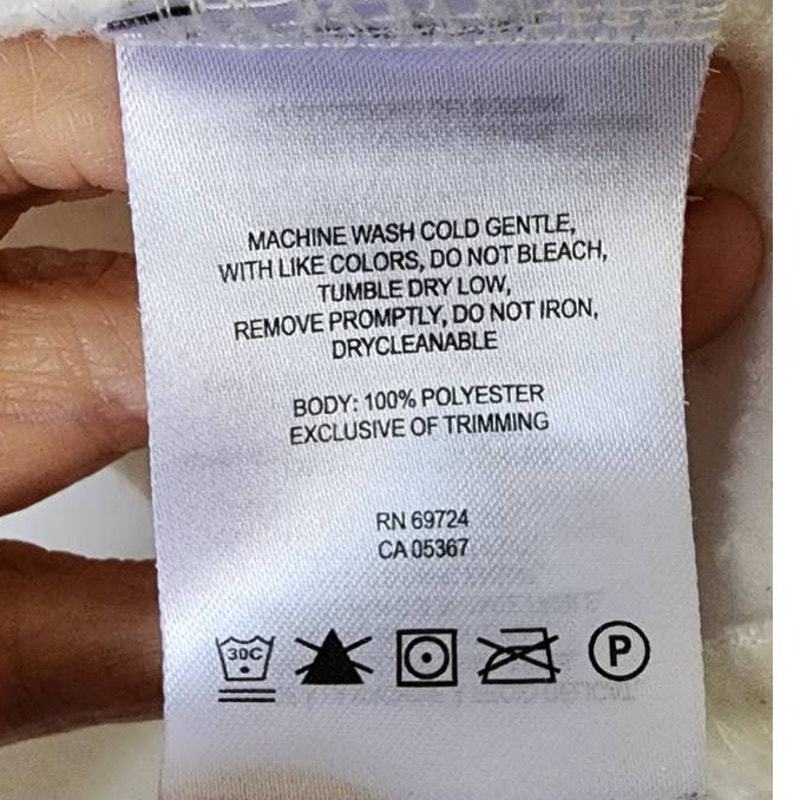 MACHINE WASH COLD GENTLE,
WITH LIKE COLORS, DO NOT BLEACH,
TUMBLE DRY LOW,
REMOVE PROMPTLY, DO NOT IRON,
DRYCLEANABLE
BODY: 100% POLYESTER
EXCLUSIVE OF TRIMMING
RN 69724
CA 05367
30C
P